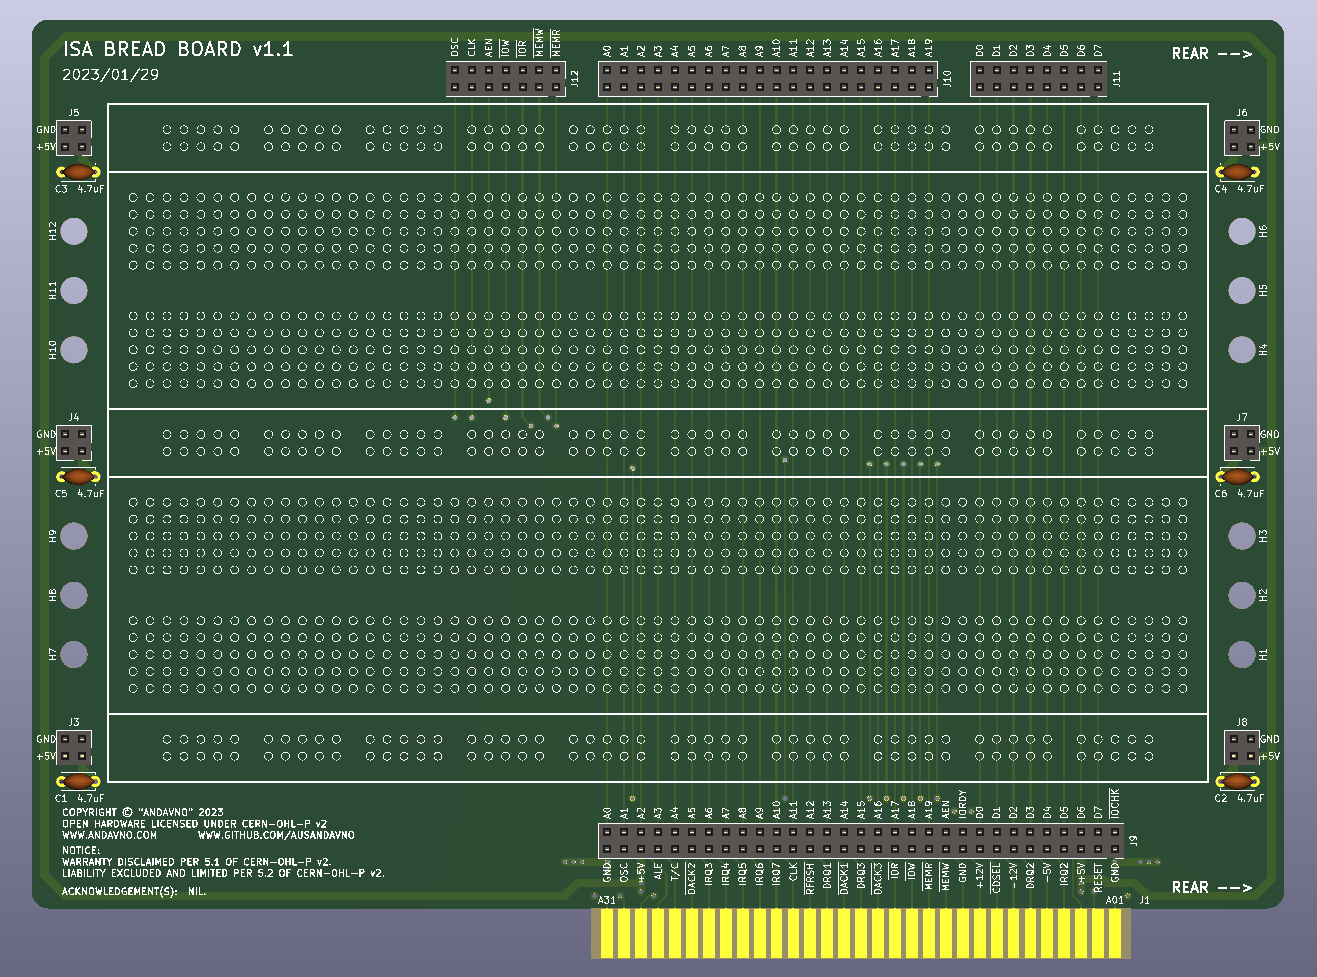 ISA BREAD BOARD v1.1
2023/01/29
OSC CLK AEN IOW IOR MEMW MEMR
J12
A0 A1 A2 A3 A4 A5 A6 A7 A8 A9 A10 A11 A12 A13 A14 A15 A16 A17 A18 A19
J10
D0 D1 D2 D3 D4 D5 D6 D7
J11
REAR -->
J5
GND
+5V
C3 4.7uF
J6
GND
+5V
C4 4.7uF
H12
H11
H10
H6
H5
H4
J4
GND
+5V
C5 4.7uF
J7
GND
+5V
C6 4.7uF
H9
H8
H7
H3
H2
H1
J3
GND
+5V
C1 4.7uF
J8
GND
+5V
C2 4.7uF
COPYRIGHT © "ANDAVNO" 2023
OPEN HARDWARE LICENSED UNDER CERN-OHL-P v2
WWW.ANDAVNO.COM WWW.GITHUB.COM/AUSANDAVNO
NOTICE:
WARRANTY DISCLAIMED PER 5.1 OF CERN-OHL-P v2.
LIABILITY EXCLUDED AND LIMITED PER 5.2 OF CERN-OHL-P v2.
ACKNOWLEDGEMENT(S): NIL.
A0 A1 A2 A3 A4 A5 A6 A7 A8 A9 A10 A11 A12 A13 A14 A15 A16 A17 A18 A19 AEN IORDY D0 D1 D2 D3 D4 D5 D6 D7 IOCHK
J9
GND OSC +5V ALE T/C DACK2 IRQ3 IRQ4 IRQ5 IRQ6 IRQ7 CLK RFRSH DRQ1 DACK1 DRQ3 DACK3 IOR IOW MEMR MEMW GND +12V CDSEL -12V DRQ2 -5V IRQ2 +5V RESET GND
A31
A01
J1
REAR -->